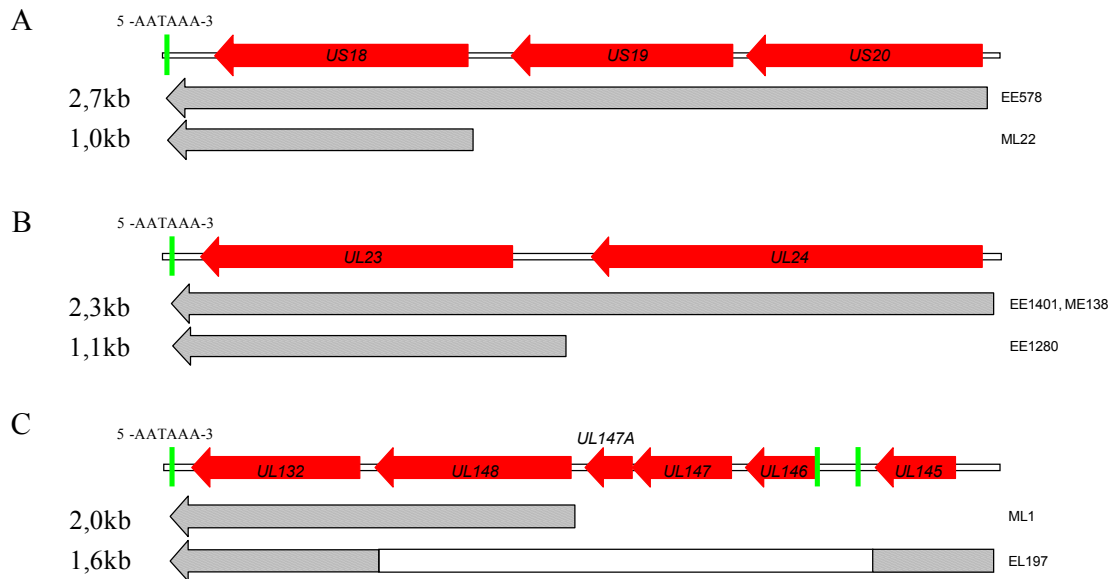 A
5 -AATAAA-3
US18 US19 US20
2,7kb EE578
1,0kb ML22
B
5 -AATAAA-3
UL23 UL24
2,3kb EE1401, ME138
1,1kb EE1280
C
5 -AATAAA-3
UL147A
UL132 UL148 UL147 UL146 UL145
2,0kb ML1
1,6kb EL197